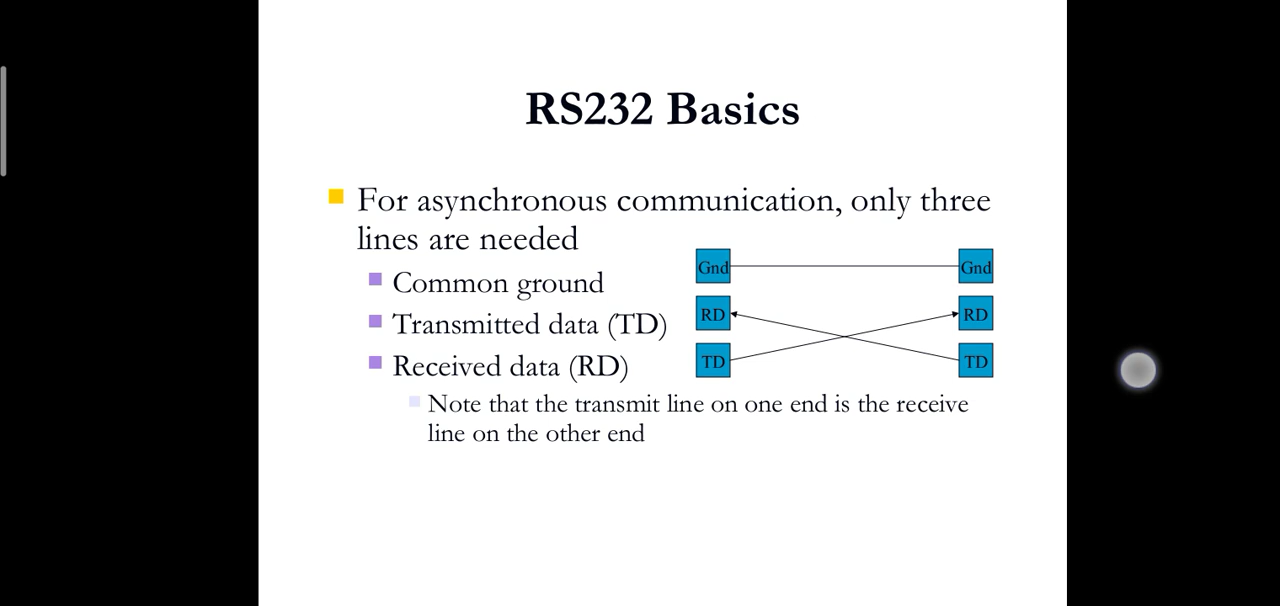 RS232 Basics
For asynchronous communication, only three
lines are needed
Common ground
Transmitted data (TD)
Received data (RD)
Note that the transmit line on one end is the receive
line on the other end
Gnd
Gnd
RD
RD
TD
TD